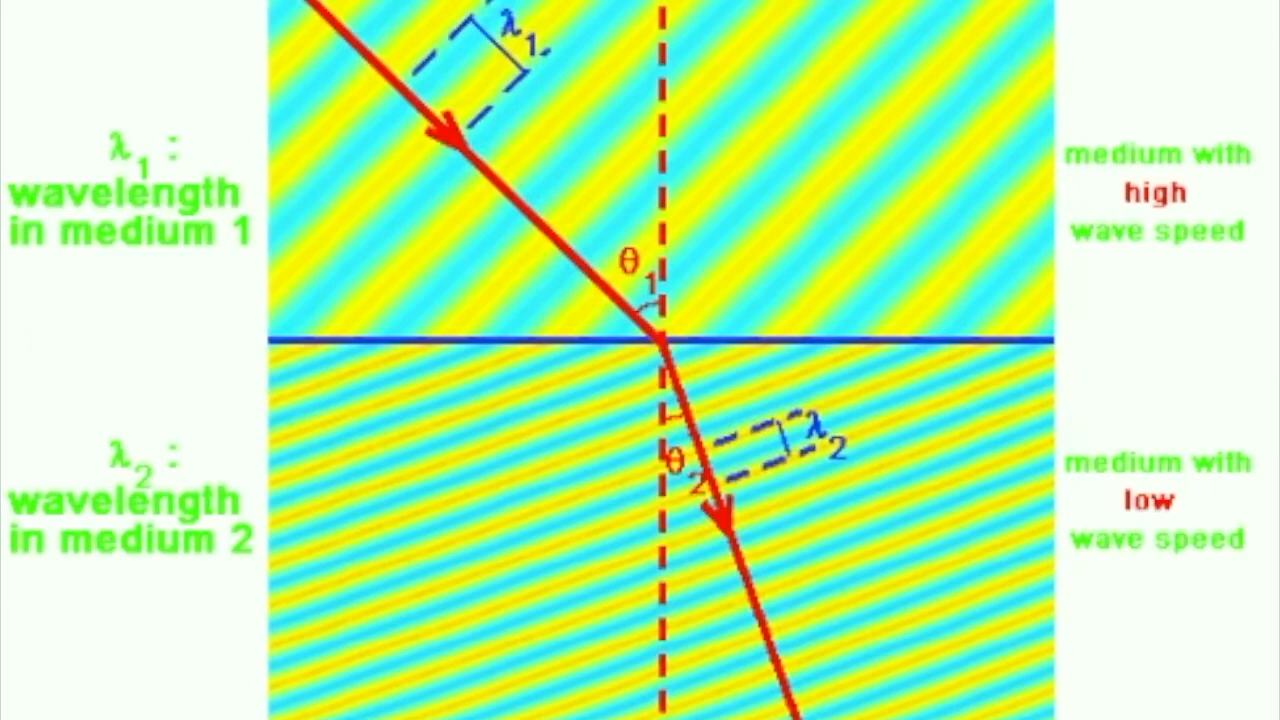 λ₁ :
wavelength
in medium 1
λ₂ :
wavelength
in medium 2
λ₁
θ₁
θ₂
λ₂
medium with
high
wave speed
medium with
low
wave speed